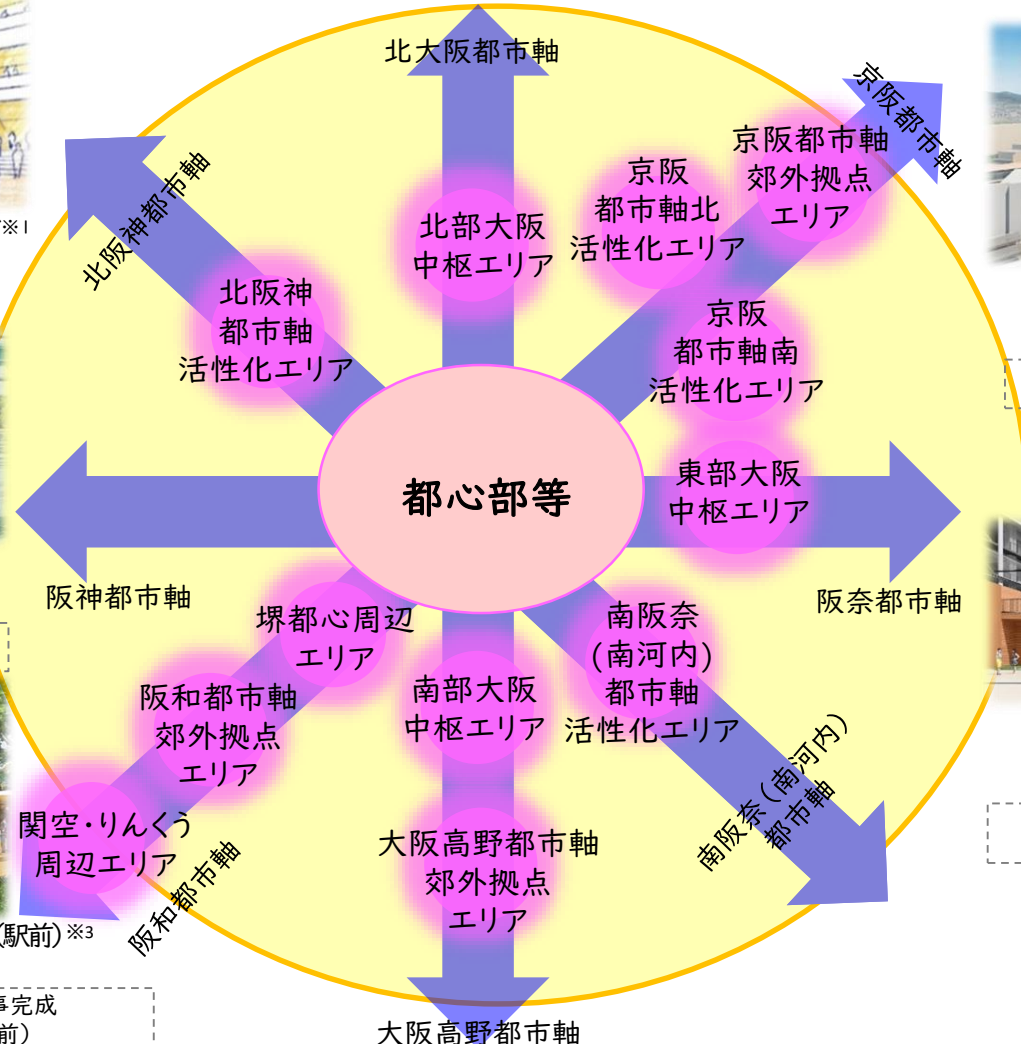 北大阪都市軸
京阪都市軸
京阪都市軸
郊外拠点
エリア
京阪
都市軸北
活性化エリア
※1
北阪神都市軸
北部大阪
中枢エリア
北阪神
都市軸
活性化エリア
京阪
都市軸南
活性化エリア
都心部等
東部大阪
中枢エリア
阪神都市軸
阪奈都市軸
堺都心周辺
エリア
南阪奈
(南河内)
都市軸
活性化エリア
南部大阪
中枢エリア
阪和都市軸
郊外拠点
エリア
南阪奈(南河内)
都市軸
関空・りんくう
周辺エリア
大阪高野都市軸
郊外拠点
エリア
阪和都市軸
(駅前)※3
事完成
前)
大阪高野都市軸